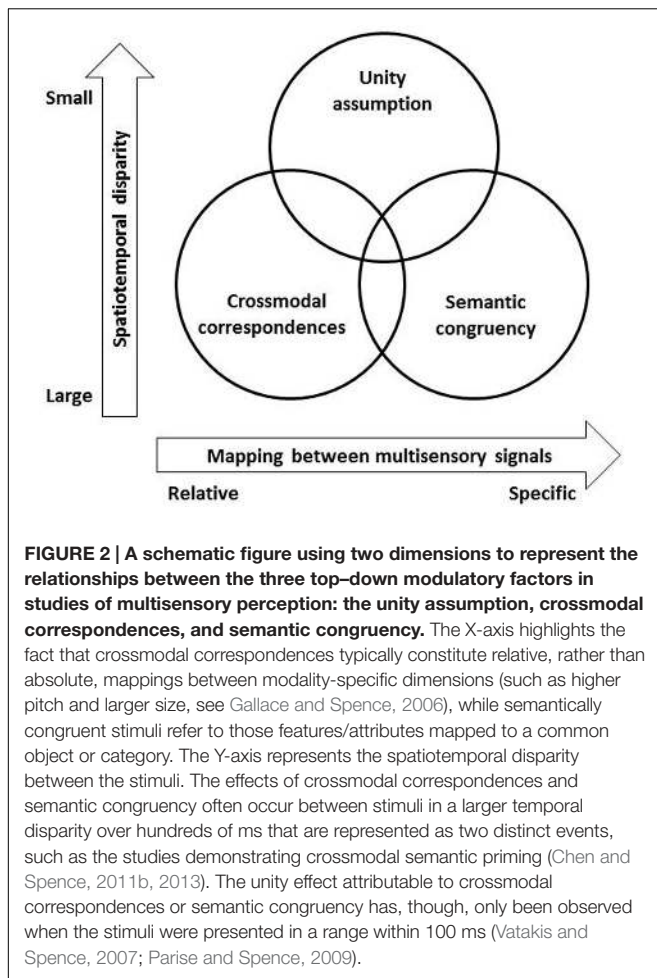 Small
Spatiotemporal disparity
Large
Unity
assumption
Crossmodal
correspondences
Semantic
congruency
Mapping between multisensory signals
Relative
Specific
FIGURE 2 | A schematic figure using two dimensions to represent the
relationships between the three top–down modulatory factors in
studies of multisensory perception: the unity assumption, crossmodal
correspondences, and semantic congruency. The X-axis highlights the
fact that crossmodal correspondences typically constitute relative, rather than
absolute, mappings between modality-specific dimensions (such as higher
pitch and larger size, see Gallace and Spence, 2006), while semantically
congruent stimuli refer to those features/attributes mapped to a common
object or category. The Y-axis represents the spatiotemporal disparity
between the stimuli. The effects of crossmodal correspondences and
semantic congruency often occur between stimuli in a larger temporal
disparity over hundreds of ms that are represented as two distinct events,
such as the studies demonstrating crossmodal semantic priming (Chen and
Spence, 2011b, 2013). The unity effect attributable to crossmodal
correspondences or semantic congruency has, though, only been observed
when the stimuli were presented in a range within 100 ms (Vatakis and
Spence, 2007; Parise and Spence, 2009).